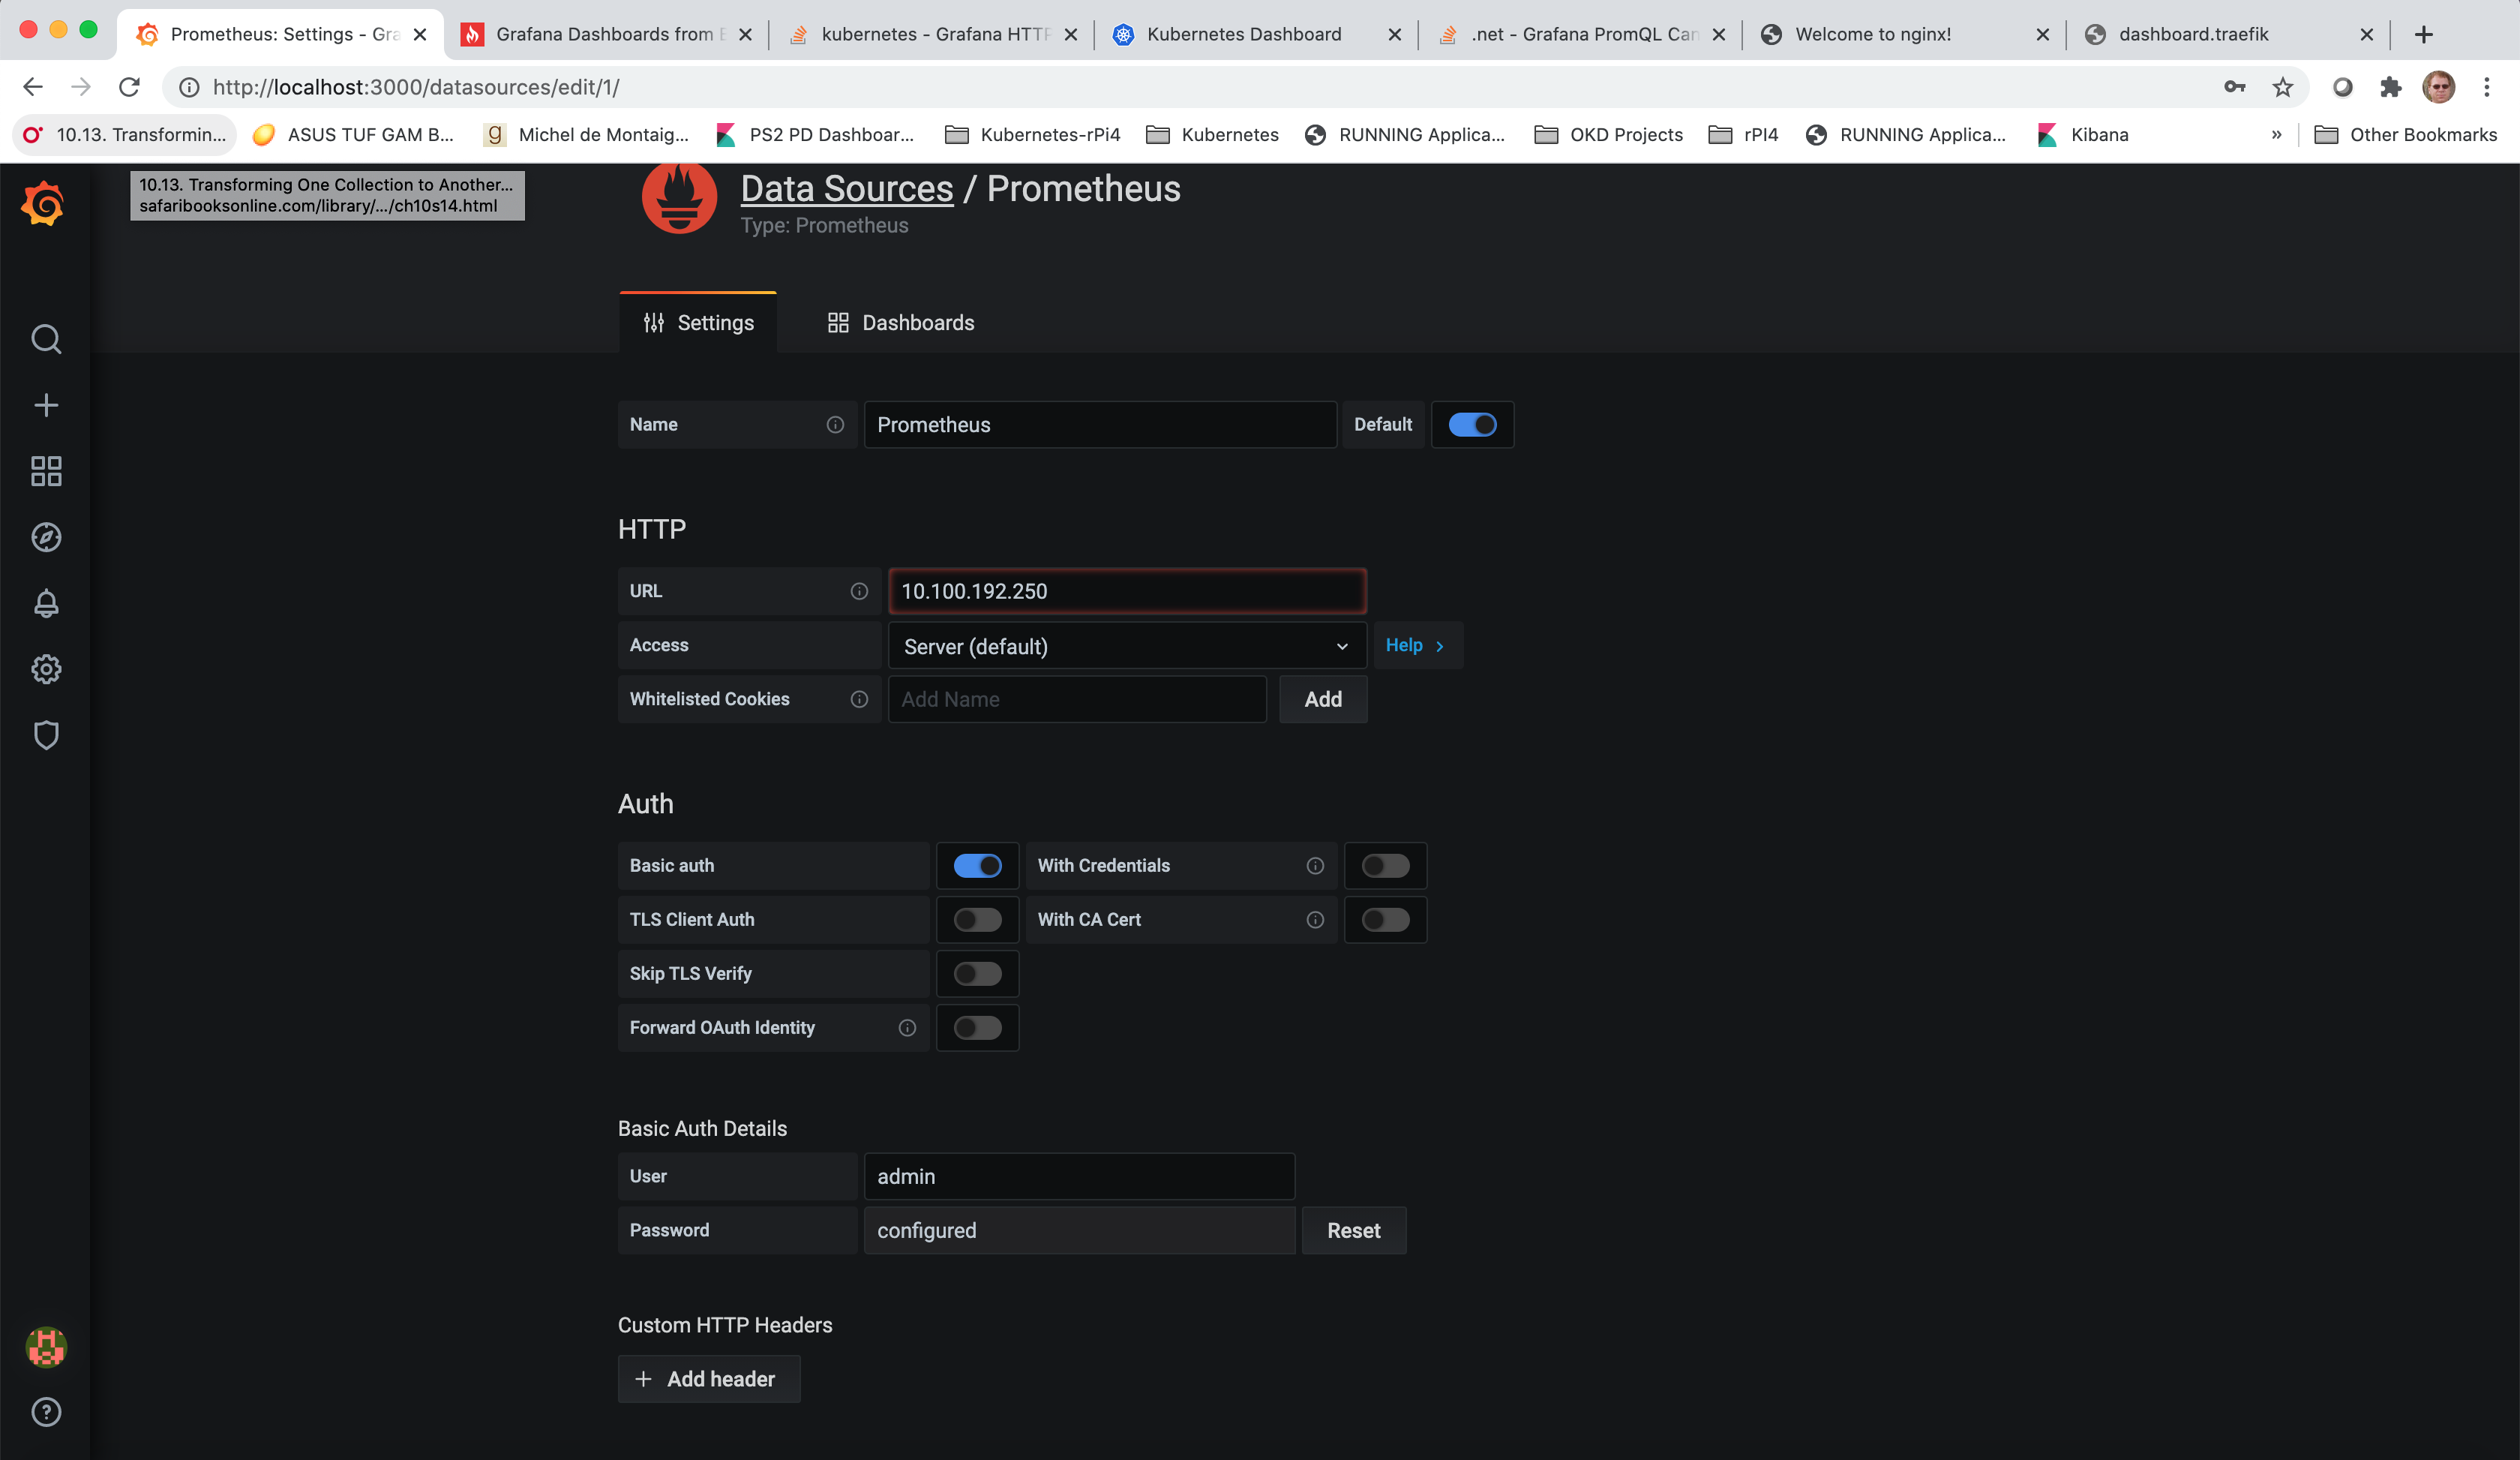 Prometheus: Settings - Gra
Grafana Dashboards from
kubernetes - Grafana HTTP
Kubernetes Dashboard
.net - Grafana PromQL Can
Welcome to nginx!
dashboard.traefik
http://localhost:3000/datasources/edit/1/
10.13. Transformin...
ASUS TUF GAM B...
g
Michel de Montaig...
PS2 PD Dashboar...
Kubernetes-rPi4
Kubernetes
RUNNING Applica...
OKD Projects
rPI4
RUNNING Applica...
Kibana
»
Other Bookmarks
10.13. Transforming One Collection to Another...
safaribooksonline.com/library/.../ch10s14.html
Data Sources / Prometheus
Type: Prometheus
Settings
Dashboards
Name
Prometheus
Default
HTTP
URL
10.100.192.250
Access
Server (default)
Help
Whitelisted Cookies
Add Name
Add
Auth
Basic auth
With Credentials
TLS Client Auth
With CA Cert
Skip TLS Verify
Forward OAuth Identity
Basic Auth Details
User
admin
Password
configured
Reset
Custom HTTP Headers
+ Add header